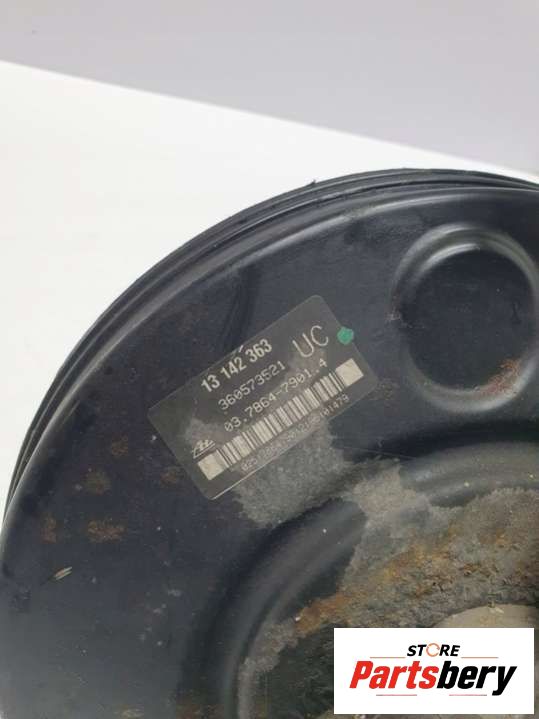 13 142 363
360573521 UC
03.7864-7901.4
STORE
Partsbery